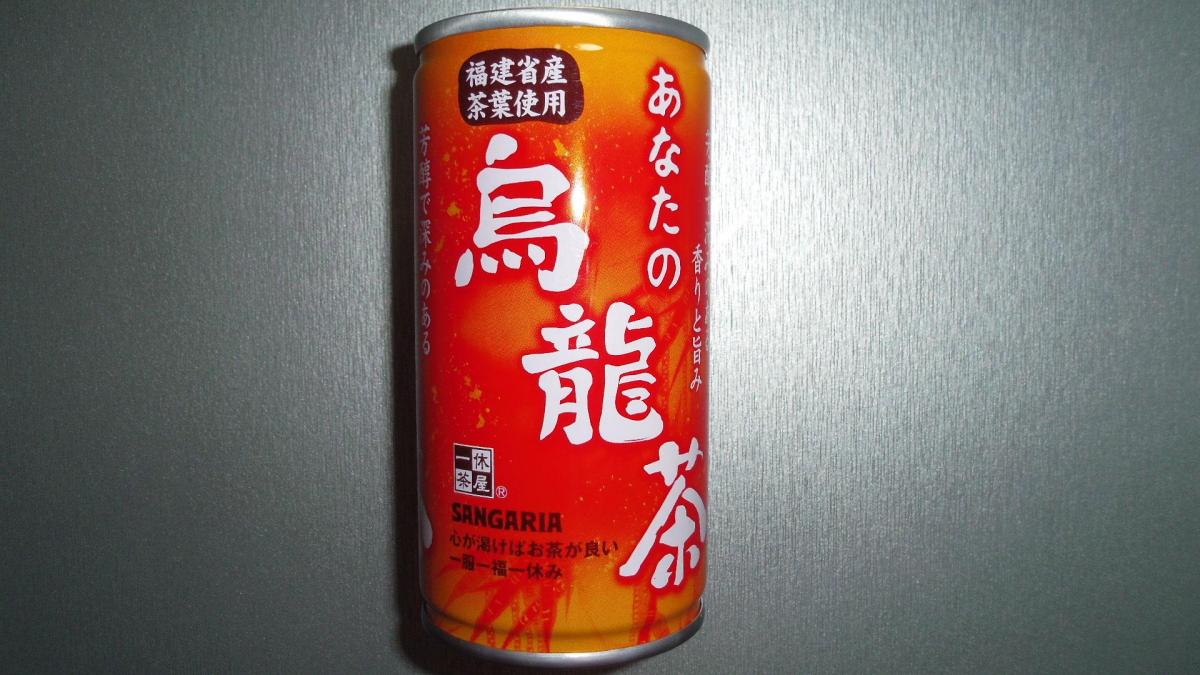 福建省産
茶葉使用
あなたの
烏龍茶
芳醇で深みのある
香りと旨み
一休
茶屋
®
SANGARIA
心が渇けばお茶が良い
一服一福一休み